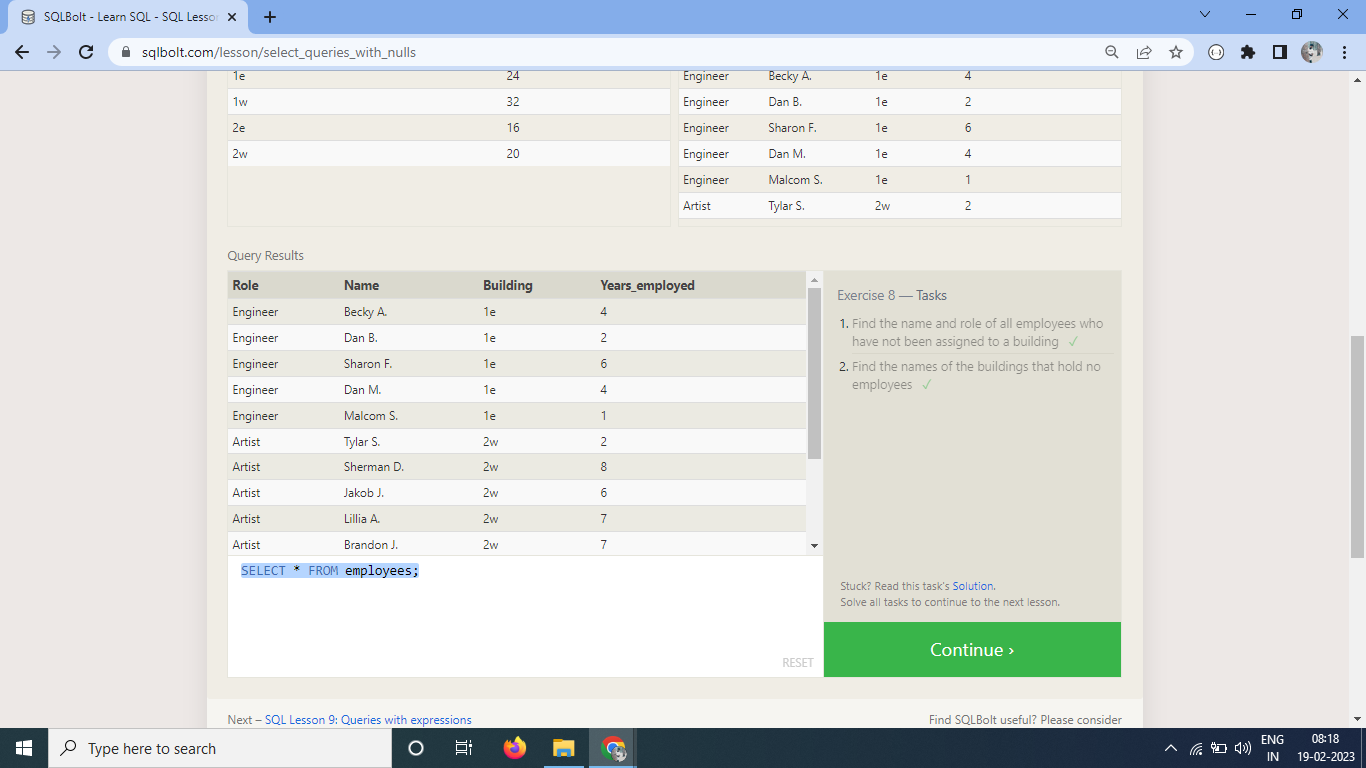 SQLBolt - Learn SQL - SQL Lesson
sqlbolt.com/lesson/select_queries_with_nulls
1e 24
1w 32
2e 16
2w 20
Engineer Becky A. 1e 4
Engineer Dan B. 1e 2
Engineer Sharon F. 1e 6
Engineer Dan M. 1e 4
Engineer Malcom S. 1e 1
Artist Tylar S. 2w 2
Query Results
Role Name Building Years_employed
Engineer Becky A. 1e 4
Engineer Dan B. 1e 2
Engineer Sharon F. 1e 6
Engineer Dan M. 1e 4
Engineer Malcom S. 1e 1
Artist Tylar S. 2w 2
Artist Sherman D. 2w 8
Artist Jakob J. 2w 6
Artist Lillia A. 2w 7
Artist Brandon J. 2w 7
SELECT * FROM employees;
RESET
Exercise 8 — Tasks
1. Find the name and role of all employees who
have not been assigned to a building ✓
2. Find the names of the buildings that hold no
employees ✓
Stuck? Read this task's Solution.
Solve all tasks to continue to the next lesson.
Continue ›
Next – SQL Lesson 9: Queries with expressions
Find SQLBolt useful? Please consider
Type here to search
ENG
IN
08:18
19-02-2023